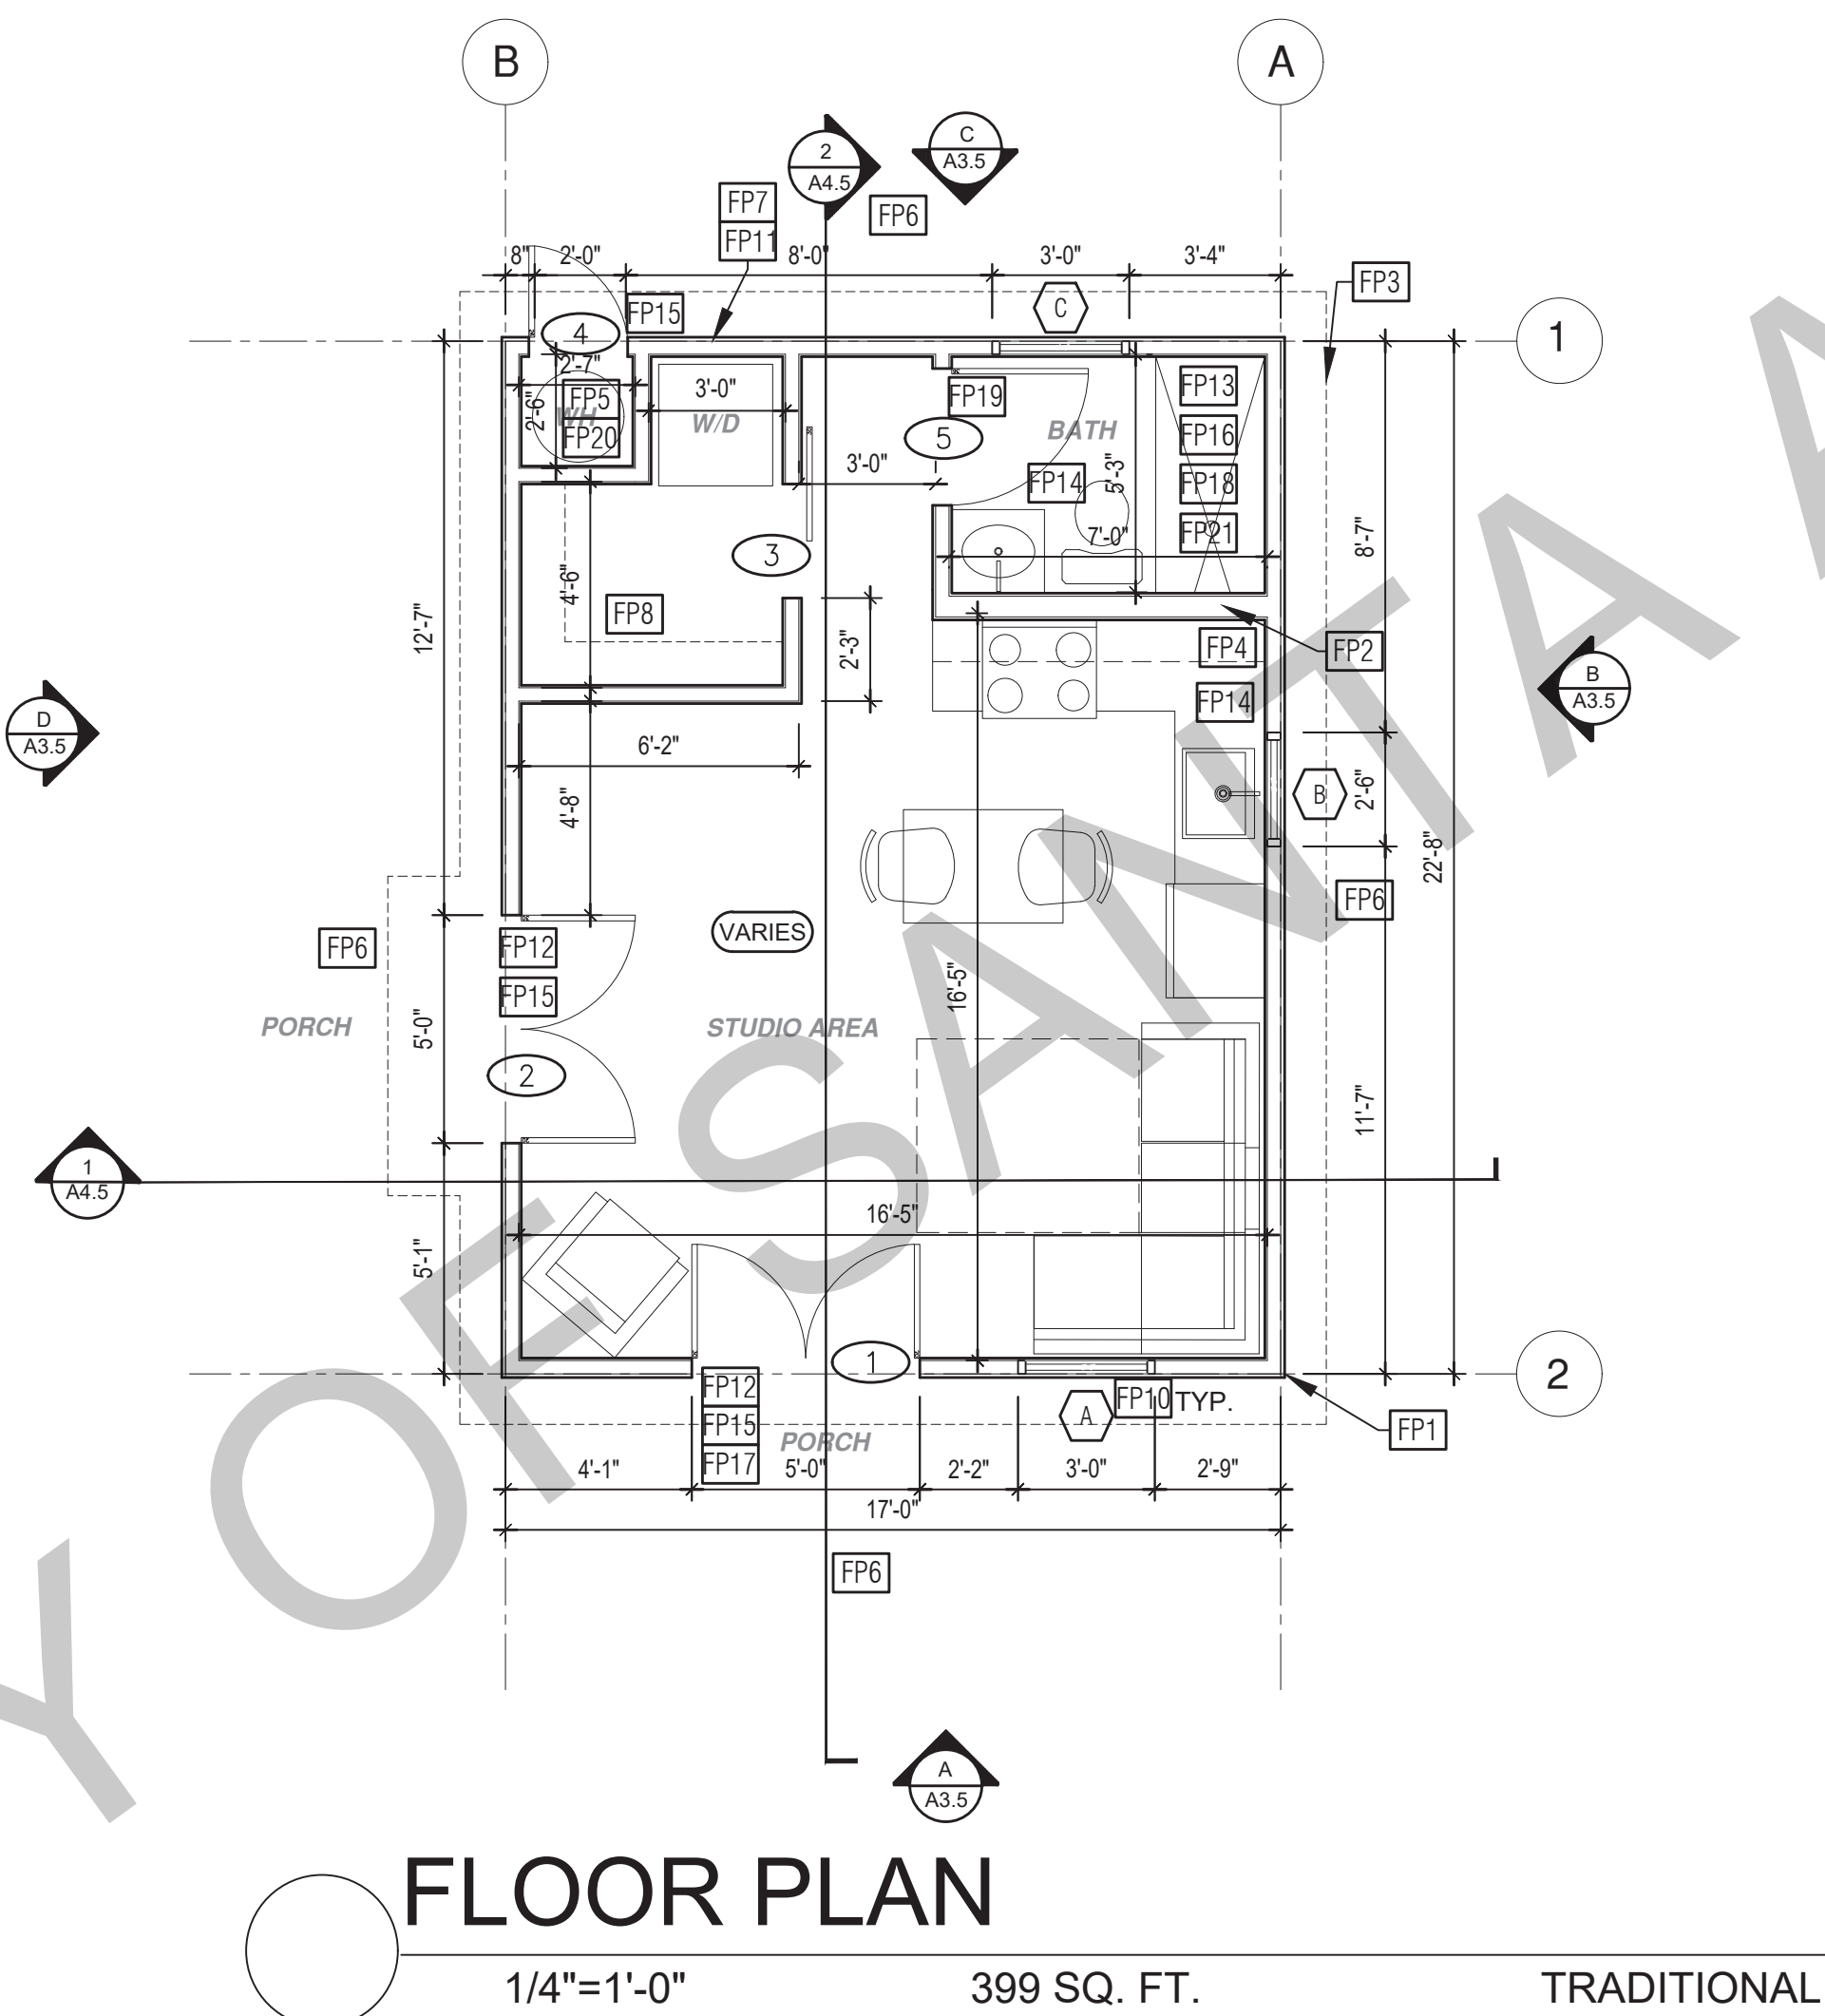 B
A
2
A4.5
C
A3.5
FP7
FP11
FP6
8"
2'-0"
8'-0"
3'-0"
3'-4"
FP3
FP15
C
4
1
2'-7"
2'-6"
WH
FP5
FP20
3'-0"
W/D
FP19
5
BATH
FP13
FP16
FP18
FP21
3'-0"
FP14
5'-3"
7'-0"
8'-7"
3
4'-6"
FP8
12'-7"
2'-3"
FP4
FP2
FP14
B
A3.5
D
A3.5
6'-2"
4'-8"
B
2'-6"
22'-8"
FP6
VARIES
FP6
FP12
FP15
16'-5"
PORCH
STUDIO AREA
5'-0"
2
11'-7"
1
A4.5
16'-5"
5'-1"
1
2
FP12
FP15
FP17
A
FP10 TYP.
FP1
PORCH
4'-1"
5'-0"
2'-2"
3'-0"
2'-9"
17'-0"
FP6
A
A3.5
Y OF SANTA A
FLOOR PLAN
1/4"=1'-0"
399 SQ. FT.
TRADITIONAL